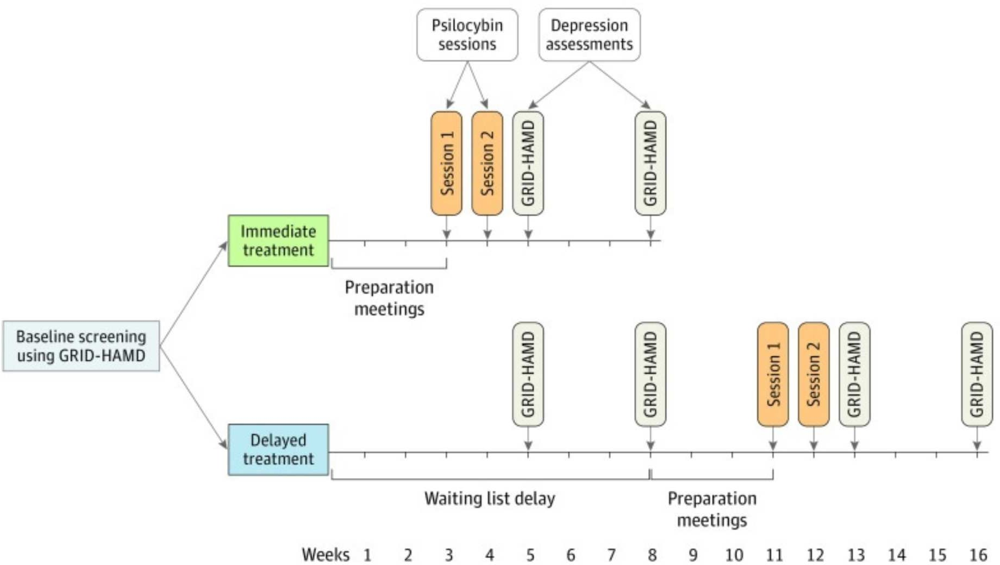 Psilocybin
sessions
Depression
assessments
Session 1
Session 2
GRID-HAMD
GRID-HAMD
Immediate
treatment
Preparation
meetings
Baseline screening
using GRID-HAMD
GRID-HAMD
GRID-HAMD
Session 1
Session 2
GRID-HAMD
GRID-HAMD
Delayed
treatment
Waiting list delay
Preparation
meetings
Weeks 1 2 3 4 5 6 7 8 9 10 11 12 13 14 15 16